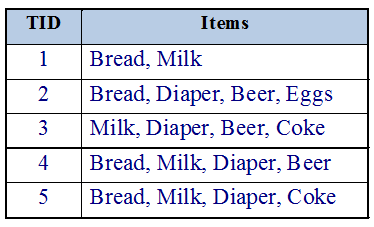 TID Items
1 Bread, Milk
2 Bread, Diaper, Beer, Eggs
3 Milk, Diaper, Beer, Coke
4 Bread, Milk, Diaper, Beer
5 Bread, Milk, Diaper, Coke